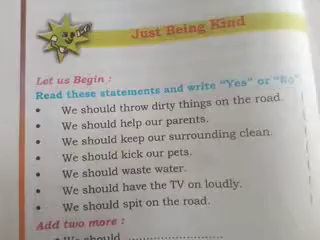 Just Being Kind
Let us Begin :
Read these statements and write "Yes" or "No"
• We should throw dirty things on the road.
• We should help our parents.
• We should keep our surrounding clean.
• We should kick our pets.
• We should waste water.
• We should have the TV on loudly.
• We should spit on the road.
Add two more :
• We should ........................